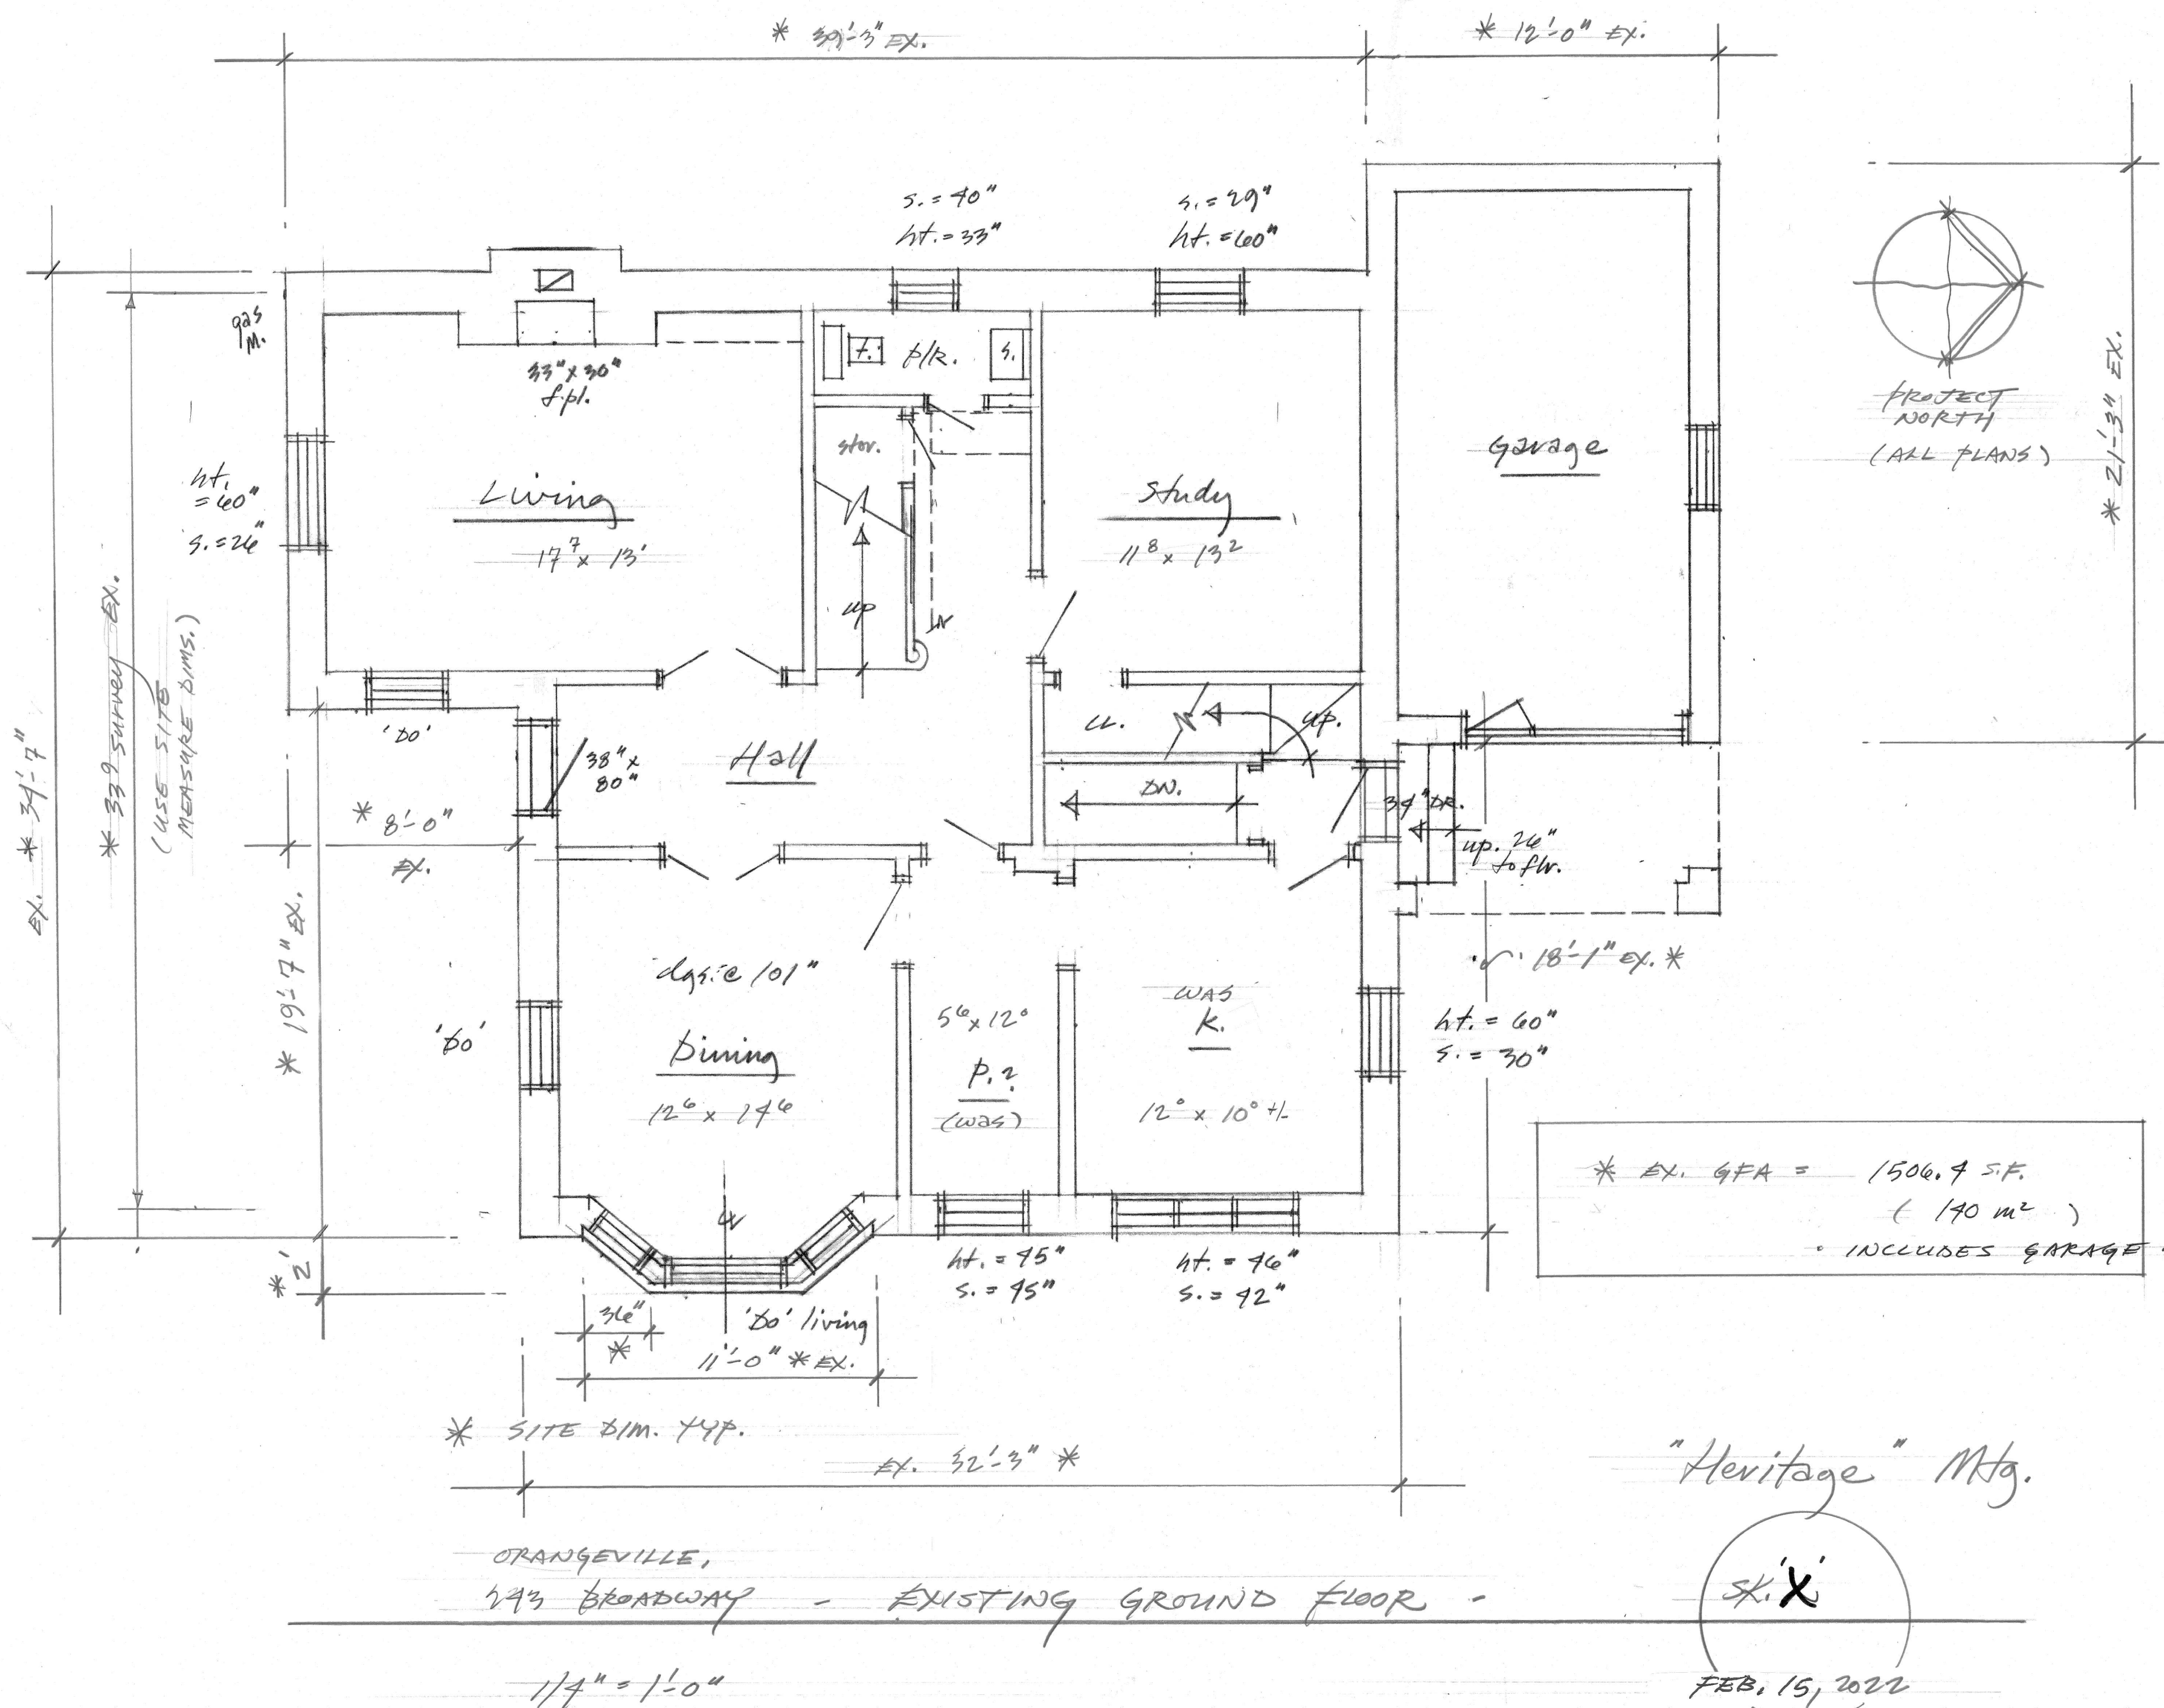 * 39'-3" EX.
* 12'-0" EX.
s. = 40"
ht. = 33"
s. = 29"
ht. = 60"
gas
M.
33" x 30"
f.pl.
t.
p/r.
s.
stor.
PROJECT
NORTH
(ALL PLANS)
* 21'-3" EX.
Garage
Living
17⁷ x 13'
Study
11⁸ x 13²
ht.
= 60"
s. = 26"
up
EX. * 34'-7"
* 33⁹ survey EX.
(USE SITE
MEASURE DIMS.)
'DO'
38" x
80"
Hall
CL.
UP.
DN.
34" DR.
up. 26"
to flr.
* 8'-0"
EX.
* 19'-7" EX.
18'-1" EX. *
'DO'
clgs. @ 101"
Dining
12⁶ x 14⁶
5⁶ x 12⁰
P.?
(was)
WAS
K.
12⁰ x 10⁰ +/-
ht. = 60"
s. = 30"
* EX. GFA = 1506.4 S.F.
( 140 m² )
• INCLUDES GARAGE.
* 2'
36"
*
'DO' living
11'-0" * EX.
ht. = 45"
s. = 45"
ht. = 46"
s. = 42"
* SITE DIM. TYP.
EX. 32'-3" *
"Heritage" Mtg.
ORANGEVILLE,
243 BROADWAY - EXISTING GROUND FLOOR -
SK. 'X'
1/4" = 1'-0"
FEB. 15, 2022